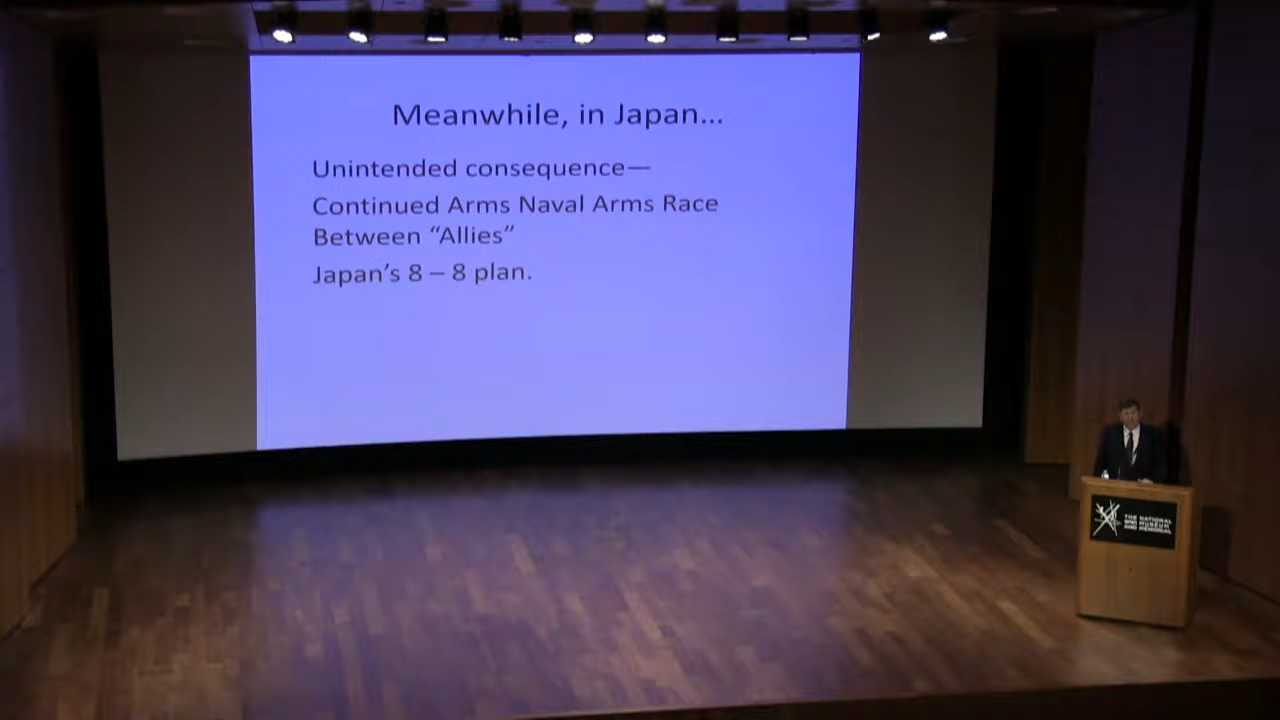 Meanwhile, in Japan...
Unintended consequence—
Continued Arms Naval Arms Race
Between “Allies”
Japan’s 8 – 8 plan.
THE NATIONAL
WWI MUSEUM
AND MEMORIAL